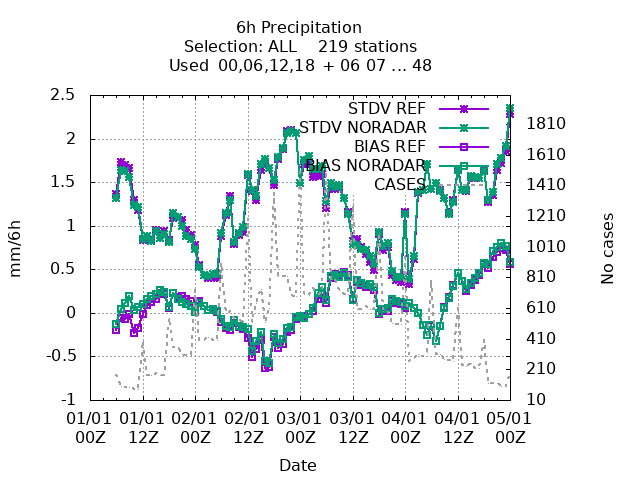 6h Precipitation
Selection: ALL 219 stations
Used 00,06,12,18 + 06 07 ... 48
mm/6h
2.5
2
1.5
1
0.5
0
-0.5
-1
STDV REF
STDV NORADAR
BIAS REF
BIAS NORADAR
CASES
1810
1610
1410
1210
1010
810
610
410
210
10
No cases
01/01 01/01 02/01 02/01 03/01 03/01 04/01 04/01 05/01
00Z 12Z 00Z 12Z 00Z 12Z 00Z 12Z 00Z
Date